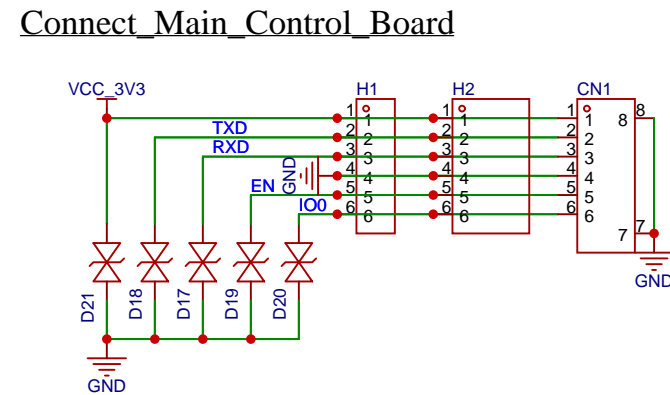 Connect_Main_Control_Board
VCC_3V3 H1 H2 CN1
1 1 1 1 1 1 8 8
TXD 2 2 2 2 2 2
RXD 3 3 3 3 3 3
GND 4 4 4 4 4 4
EN 5 5 5 5 5 5
IO0 6 6 6 6 6 6
7 7
GND
D21 D18 D17 D19 D20
GND